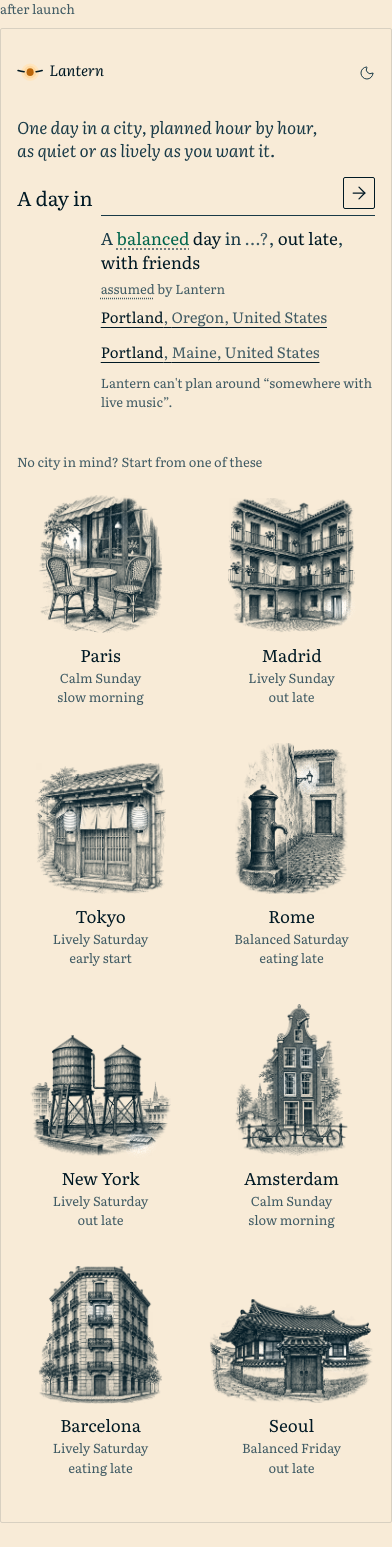 after launch
Lantern
One day in a city, planned hour by hour,
as quiet or as lively as you want it.
A day in
A balanced day in …?, out late,
with friends
assumed by Lantern
Portland, Oregon, United States
Portland, Maine, United States
Lantern can't plan around “somewhere with
live music”.
No city in mind? Start from one of these
Paris
Calm Sunday
slow morning
Madrid
Lively Sunday
out late
Tokyo
Lively Saturday
early start
Rome
Balanced Saturday
eating late
New York
Lively Saturday
out late
Amsterdam
Calm Sunday
slow morning
Barcelona
Lively Saturday
eating late
Seoul
Balanced Friday
out late